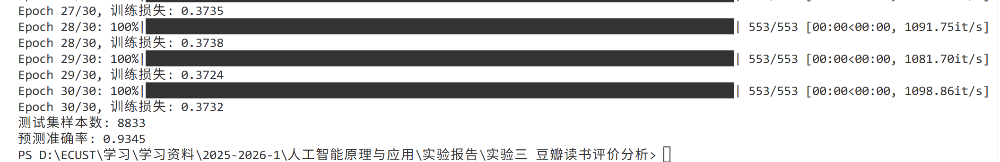 Epoch 27/30, 训练损失: 0.3735
Epoch 28/30: 100%|██████████| 553/553 [00:00<00:00, 1091.75it/s]
Epoch 28/30, 训练损失: 0.3738
Epoch 29/30: 100%|██████████| 553/553 [00:00<00:00, 1081.70it/s]
Epoch 29/30, 训练损失: 0.3724
Epoch 30/30: 100%|██████████| 553/553 [00:00<00:00, 1098.86it/s]
Epoch 30/30, 训练损失: 0.3732
测试集样本数: 8833
预测准确率: 0.9345
PS D:\ECUST\学习\学习资料\2025-2026-1\人工智能原理与应用\实验报告\实验三 豆瓣读书评价分析>